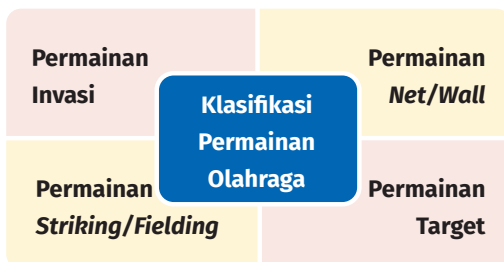 Permainan
Invasi
Permainan
Net/Wall
Klasifikasi
Permainan
Olahraga
Permainan
Striking/Fielding
Permainan
Target